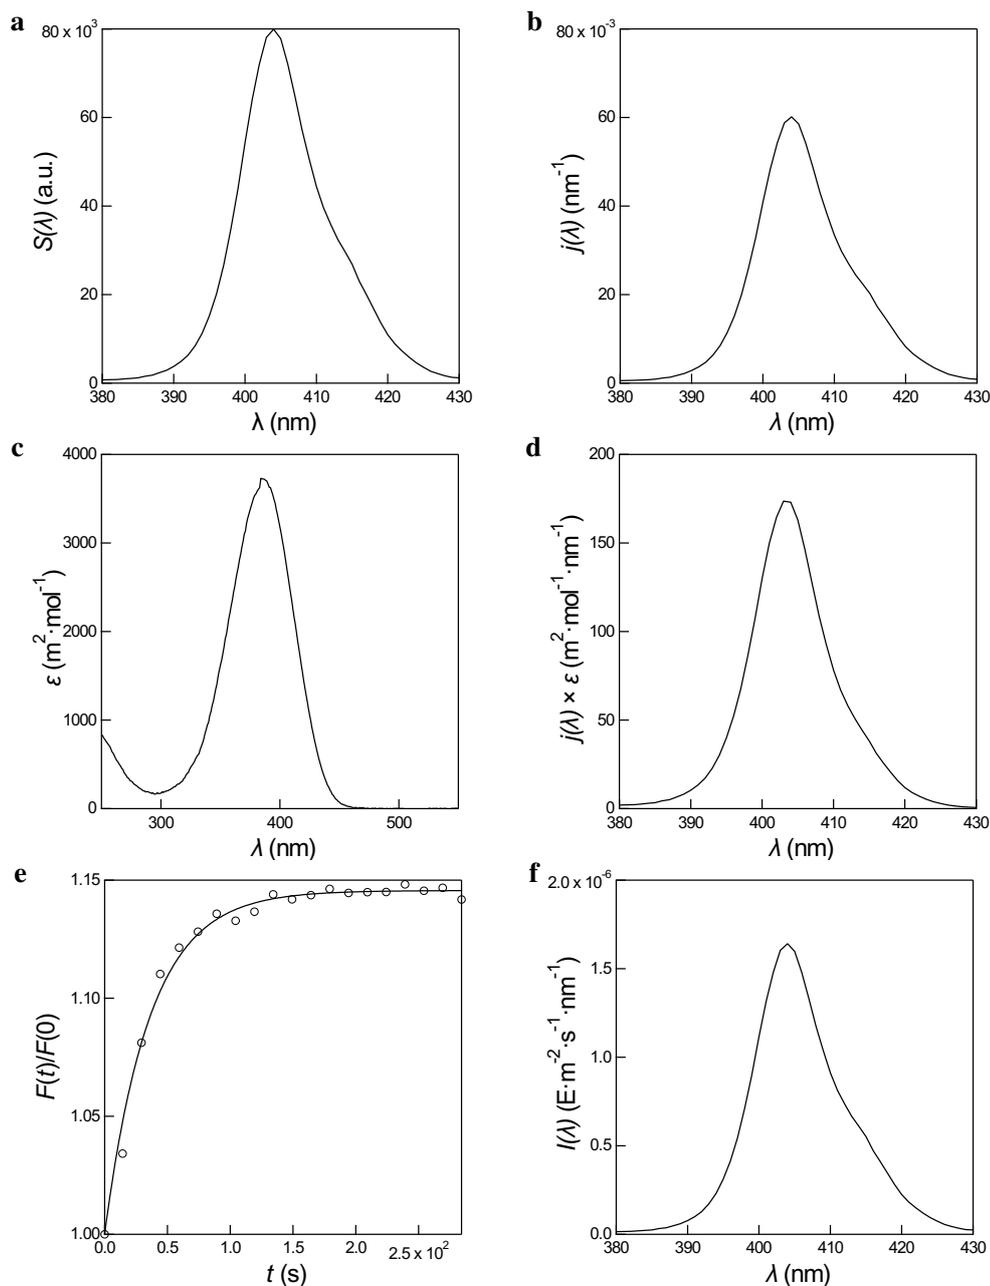 a
80 x 10³
60
40
20
0
S(λ) (a.u.)
380 390 400 410 420 430
λ (nm)
b
80 x 10⁻³
60
40
20
0
j(λ) (nm⁻¹)
380 390 400 410 420 430
λ (nm)
c
4000
3000
2000
1000
0
ε (m²·mol⁻¹)
300 400 500
λ (nm)
d
200
150
100
50
0
j(λ) × ε (m²·mol⁻¹·nm⁻¹)
380 390 400 410 420 430
λ (nm)
e
1.15
1.10
1.05
1.00
F(t)/F(0)
0.0 0.5 1.0 1.5 2.0 2.5 x 10²
t (s)
f
2.0 x 10⁻⁶
1.5
1.0
0.5
0.0
I(λ) (E·m⁻²·s⁻¹·nm⁻¹)
380 390 400 410 420 430
λ (nm)